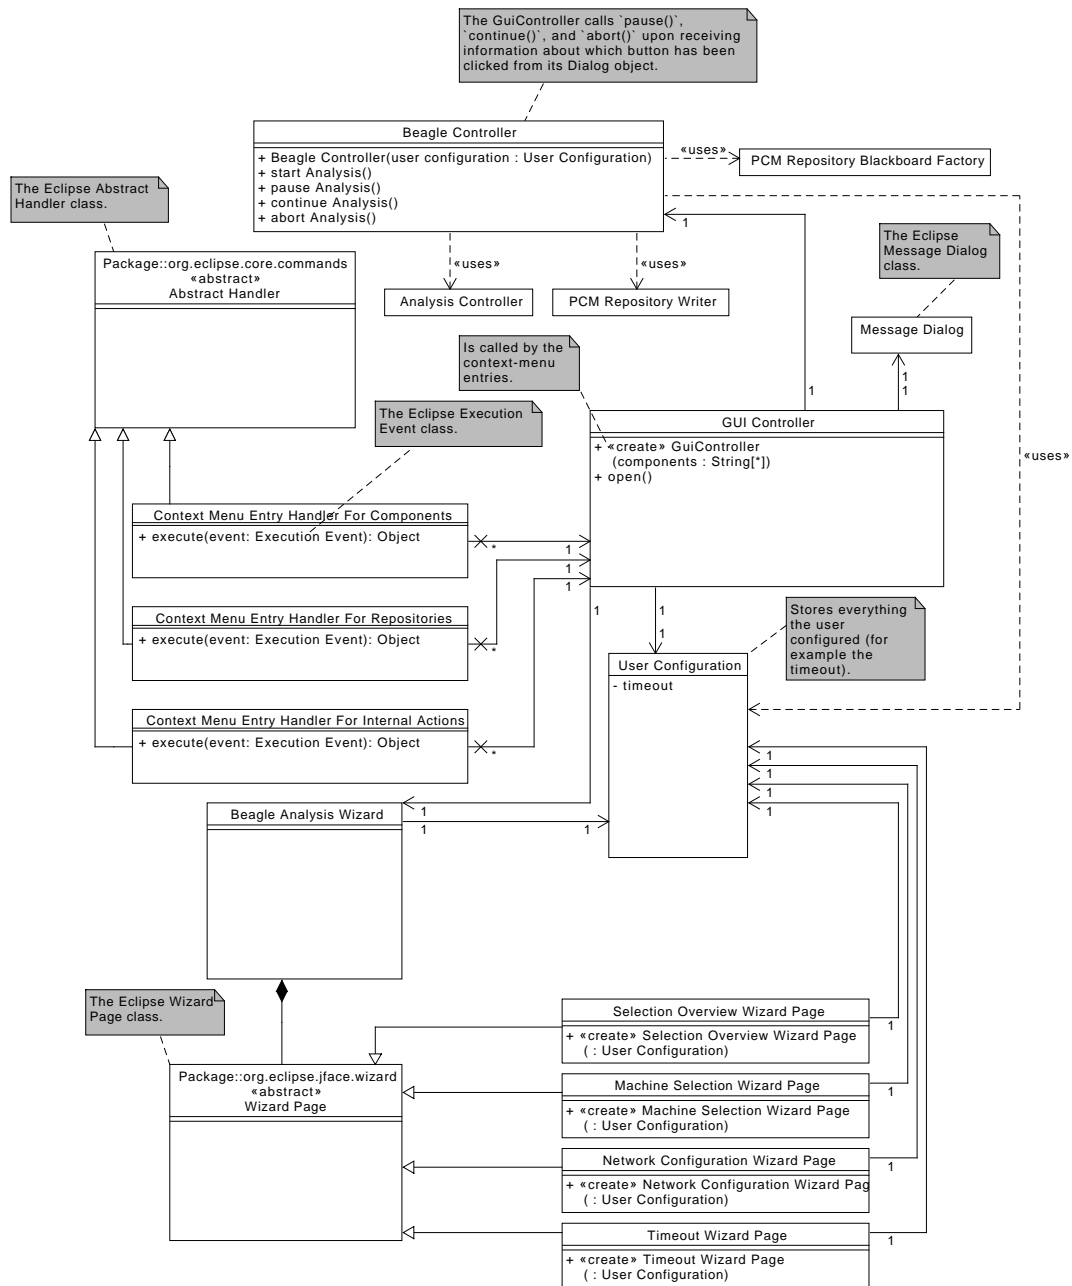 The GuiController calls `pause()`,
`continue()`, and `abort()` upon receiving
information about which button has been
clicked from its Dialog object.
Beagle Controller
+ Beagle Controller(user configuration : User Configuration)
+ start Analysis()
+ pause Analysis()
+ continue Analysis()
+ abort Analysis()
«uses»
PCM Repository Blackboard Factory
The Eclipse Abstract
Handler class.
1
The Eclipse
Message Dialog
class.
Package::org.eclipse.core.commands
«abstract»
Abstract Handler
«uses»
«uses»
Analysis Controller
PCM Repository Writer
Message Dialog
Is called by the
context-menu
entries.
1
1
1
The Eclipse Execution
Event class.
GUI Controller
+ «create» GuiController
(components : String[*])
+ open()
«uses»
Context Menu Entry Handler For Components
+ execute(event: Execution Event): Object
*
1
1
1
1
1
Context Menu Entry Handler For Repositories
+ execute(event: Execution Event): Object
*
1
1
1
Stores everything
the user
configured (for
example the
timeout).
User Configuration
- timeout
Context Menu Entry Handler For Internal Actions
+ execute(event: Execution Event): Object
*
1
1
1
1
Beagle Analysis Wizard
1
1
1
The Eclipse Wizard
Page class.
Package::org.eclipse.jface.wizard
«abstract»
Wizard Page
Selection Overview Wizard Page
+ «create» Selection Overview Wizard Page
( : User Configuration)
1
Machine Selection Wizard Page
+ «create» Machine Selection Wizard Page
( : User Configuration)
1
Network Configuration Wizard Page
+ «create» Network Configuration Wizard Pag
( : User Configuration)
1
Timeout Wizard Page
+ «create» Timeout Wizard Page
( : User Configuration)
1